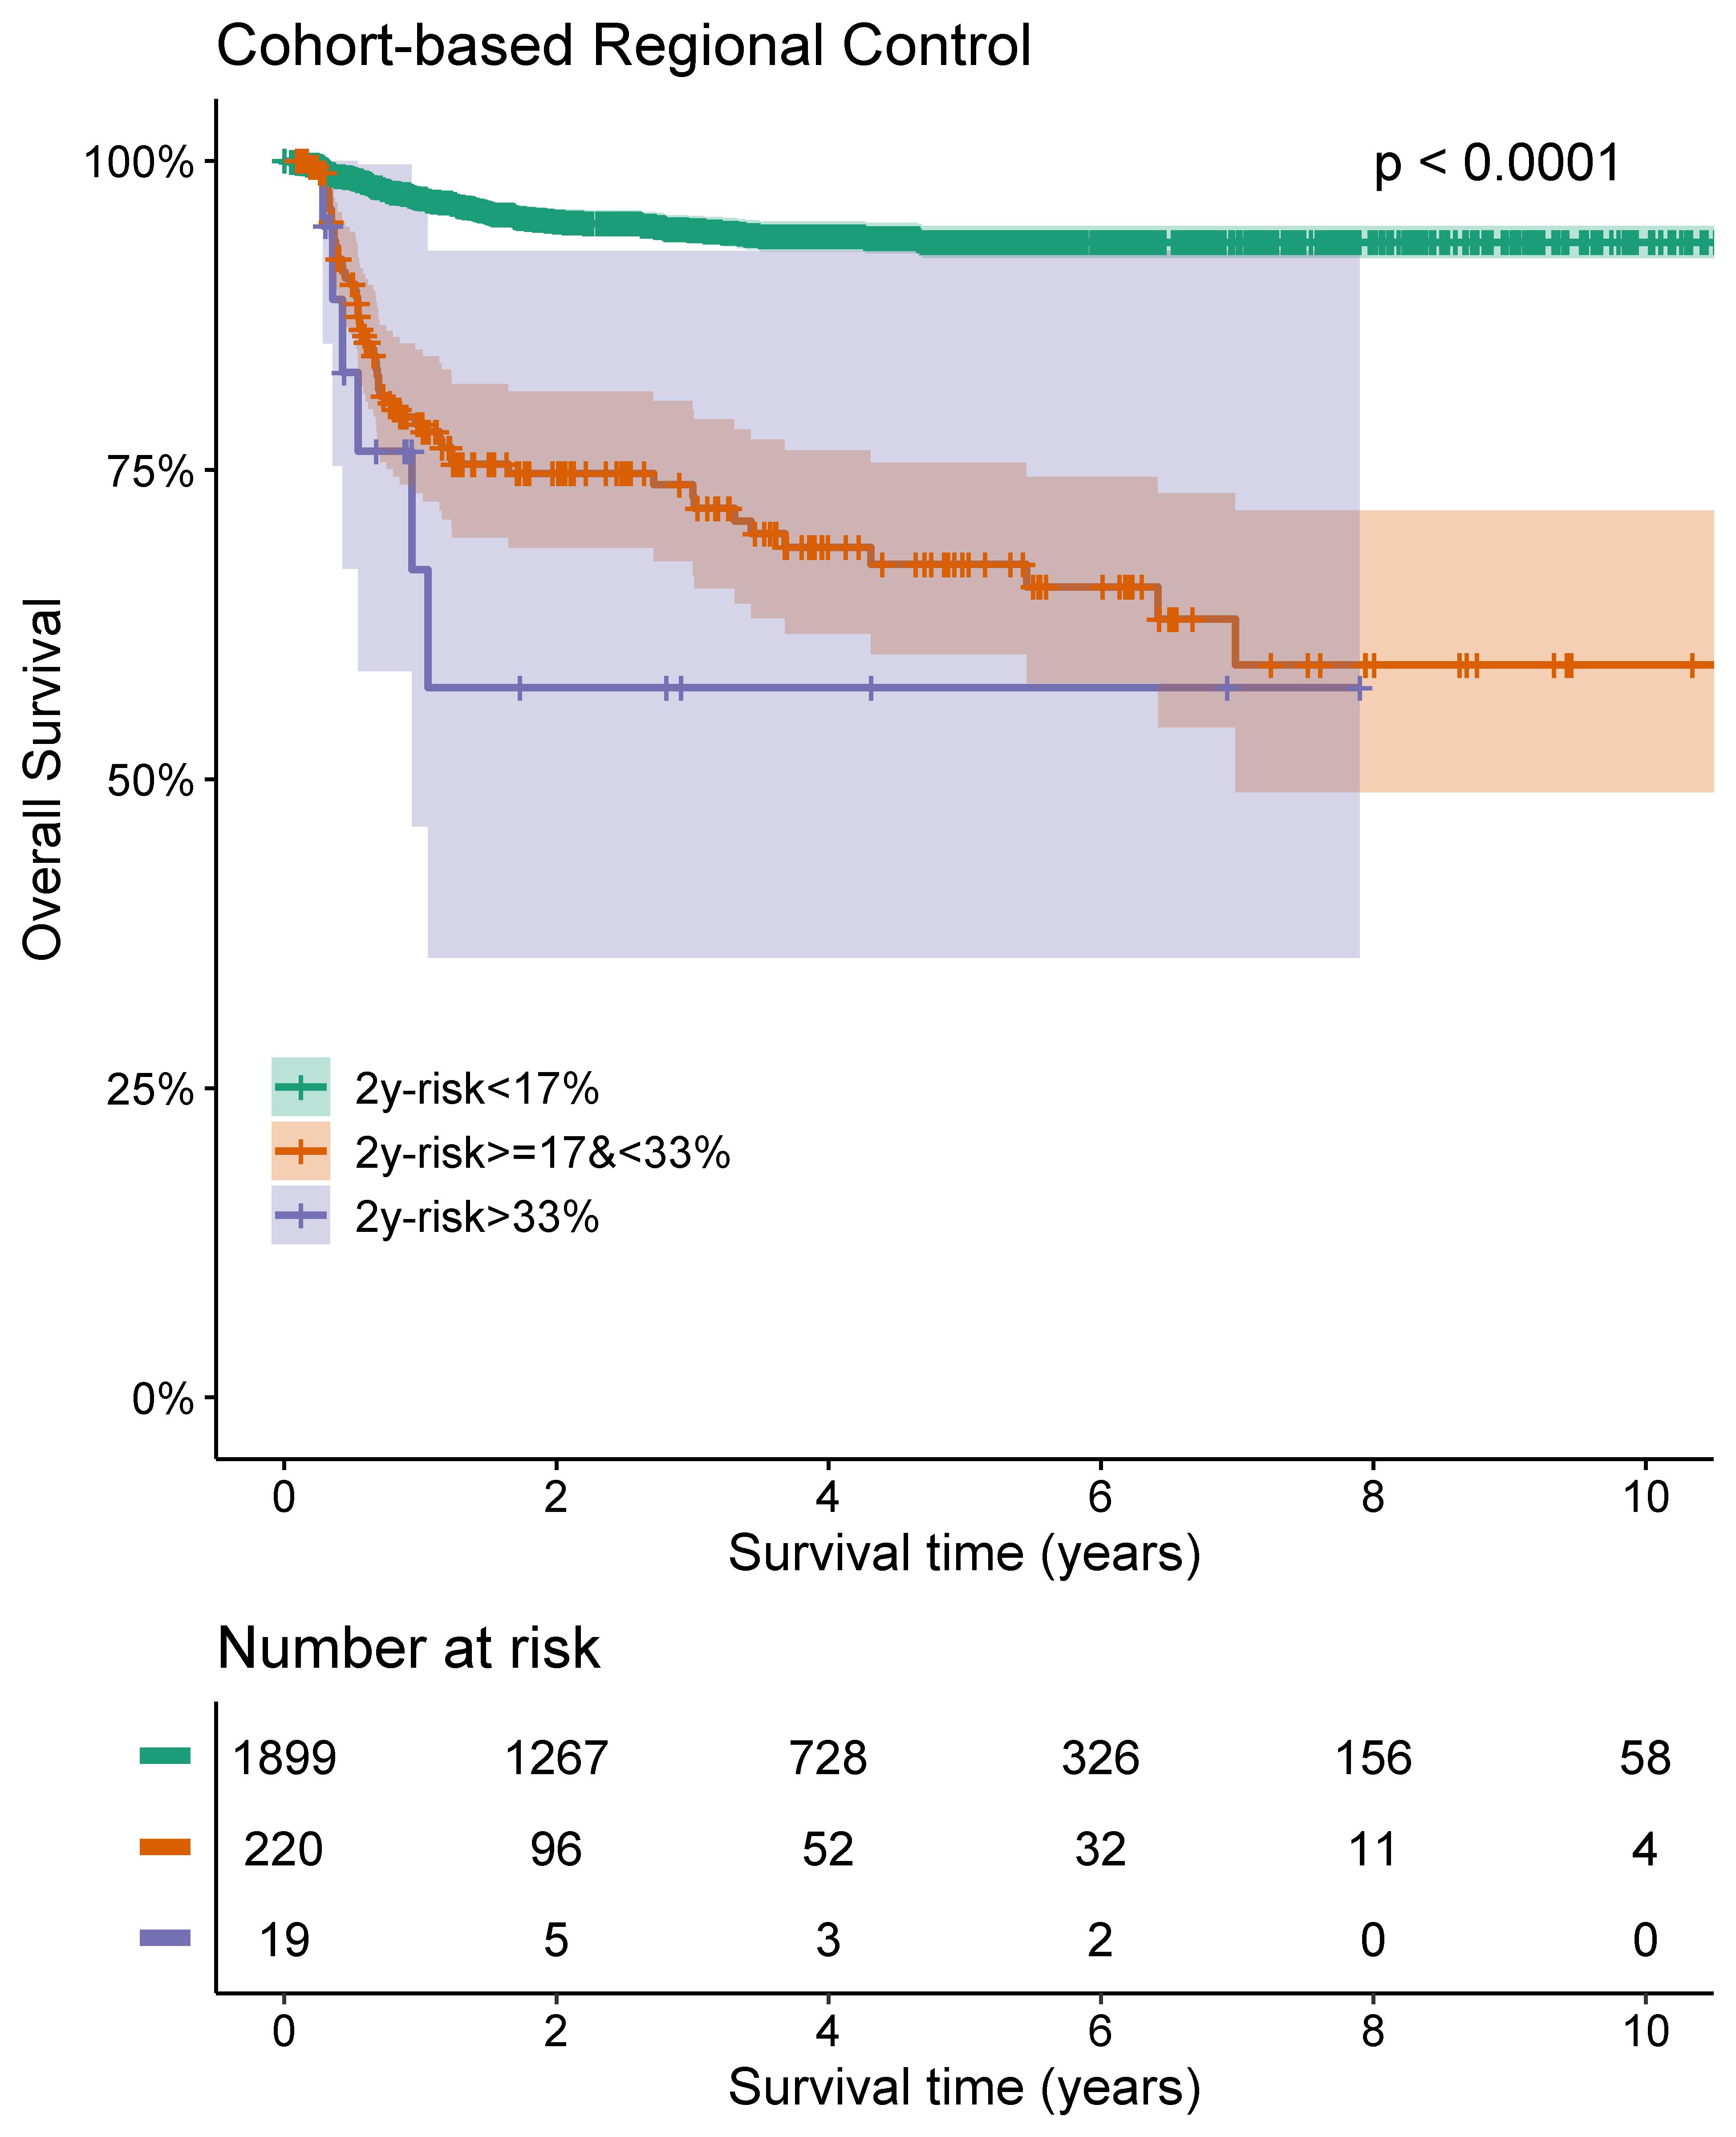 Cohort-based Regional Control
p < 0.0001
100%
75%
50%
25%
0%
Overall Survival
2y-risk<17%
2y-risk>=17&<33%
2y-risk>33%
0 2 4 6 8 10
Survival time (years)
Number at risk
1899 1267 728 326 156 58
220 96 52 32 11 4
19 5 3 2 0 0
0 2 4 6 8 10
Survival time (years)